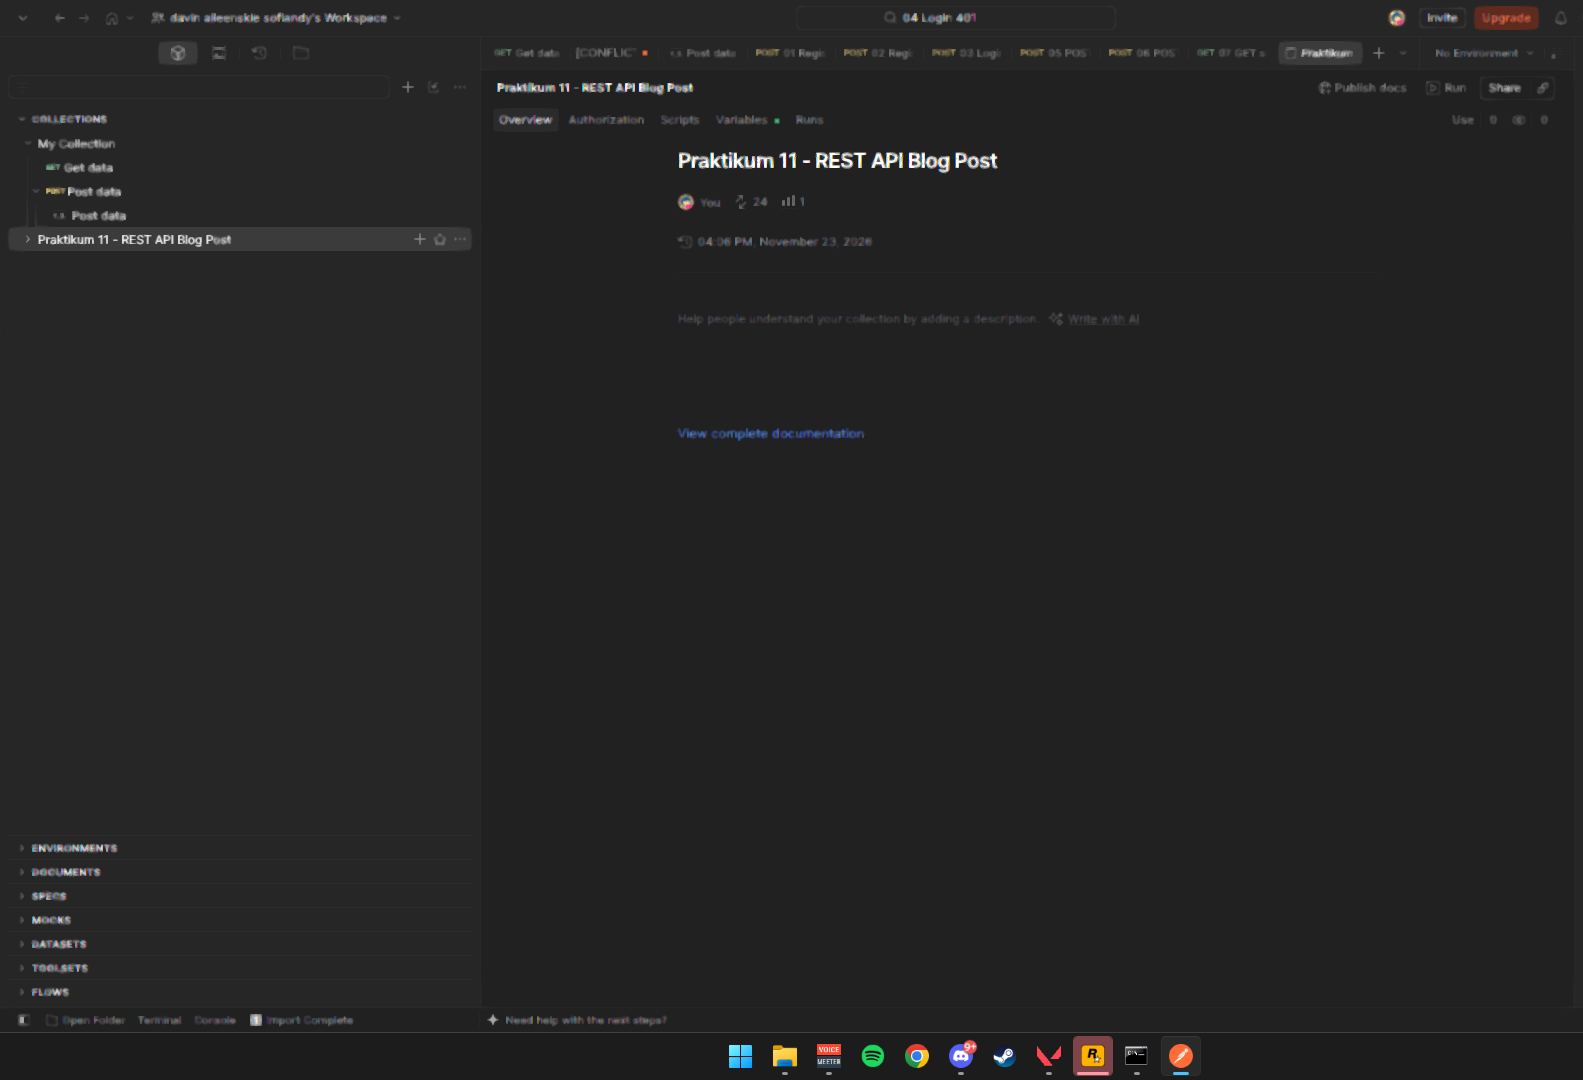 davin alleenskie sofiandy's Workspace
04 Login 401
Invite
Upgrade
GET Get data
[CONFLIC
Post data
POST 01 Regis
POST 02 Regi
POST 03 Logi
POST 05 POS
POST 06 POS
GET 07 GET s
Praktikum
No Environment
Praktikum 11 - REST API Blog Post
Publish docs
Run
Share
Overview
Authorization
Scripts
Variables
Runs
Use
COLLECTIONS
My Collection
GET Get data
POST Post data
Post data
Praktikum 11 - REST API Blog Post
Praktikum 11 - REST API Blog Post
You
24
1
04:06 PM, November 23, 2026
Help people understand your collection by adding a description.
Write with AI
View complete documentation
ENVIRONMENTS
DOCUMENTS
SPECS
MOCKS
DATASETS
TOOLSETS
FLOWS
Open Folder
Terminal
Console
1 Import Complete
Need help with the next steps?
VOICE
MEETER
9+
R